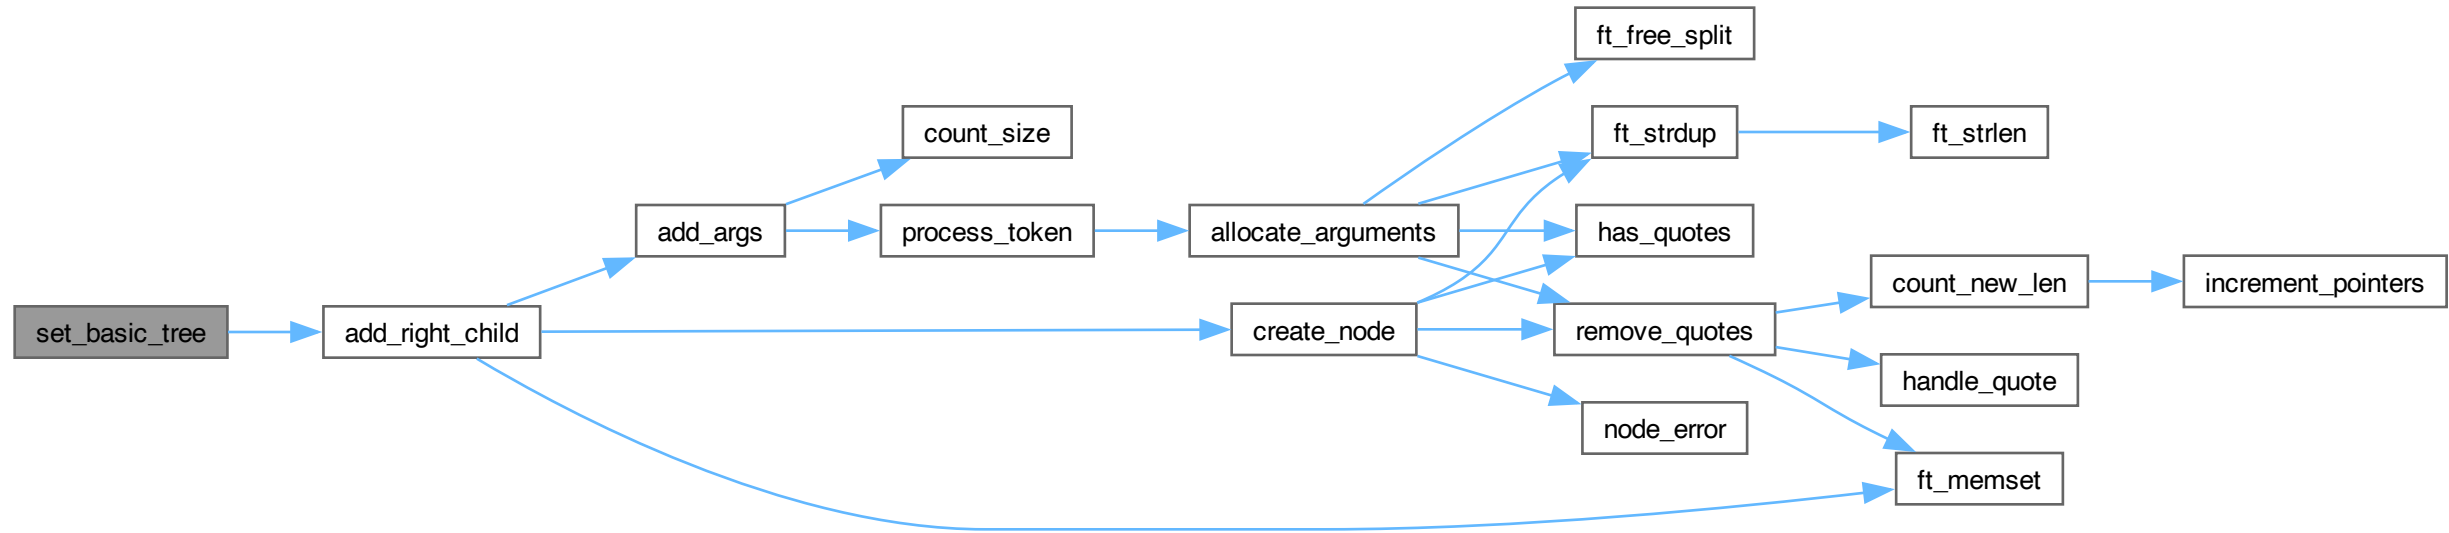 set_basic_tree
add_right_child
add_args
count_size
process_token
allocate_arguments
create_node
ft_free_split
ft_strdup
has_quotes
remove_quotes
node_error
ft_strlen
count_new_len
handle_quote
ft_memset
increment_pointers